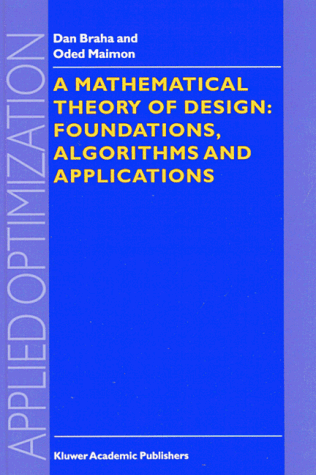 Dan Braha and
Oded Maimon
A MATHEMATICAL
THEORY OF DESIGN:
FOUNDATIONS,
ALGORITHMS AND
APPLICATIONS
APPLIED OPTIMIZATION
Kluwer Academic Publishers